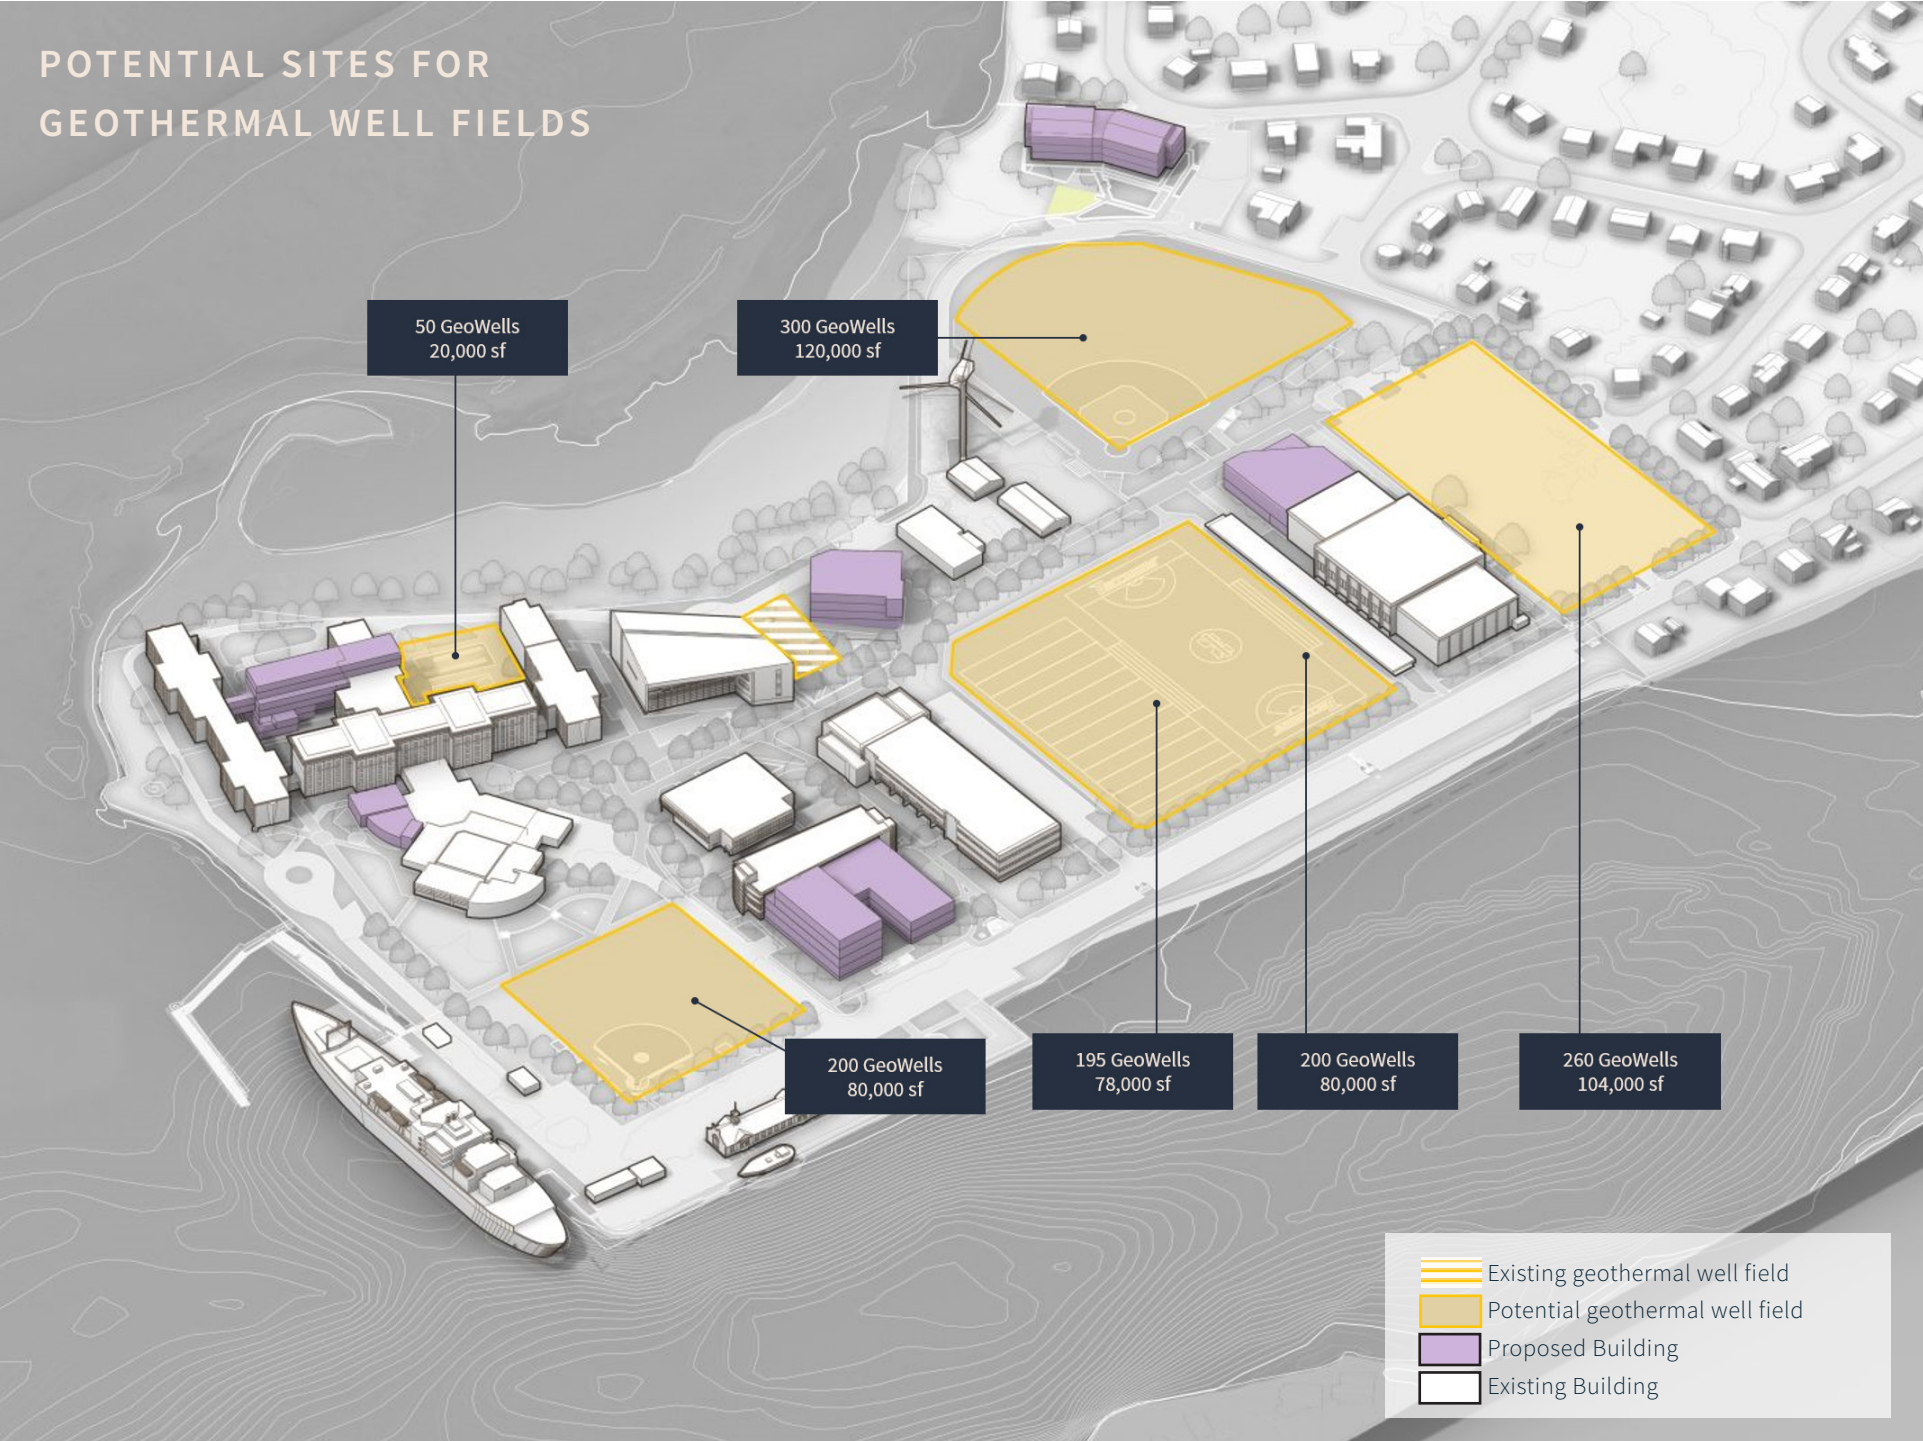 POTENTIAL SITES FOR
GEOTHERMAL WELL FIELDS
50 GeoWells
20,000 sf
300 GeoWells
120,000 sf
200 GeoWells
80,000 sf
195 GeoWells
78,000 sf
200 GeoWells
80,000 sf
260 GeoWells
104,000 sf
Existing geothermal well field
Potential geothermal well field
Proposed Building
Existing Building